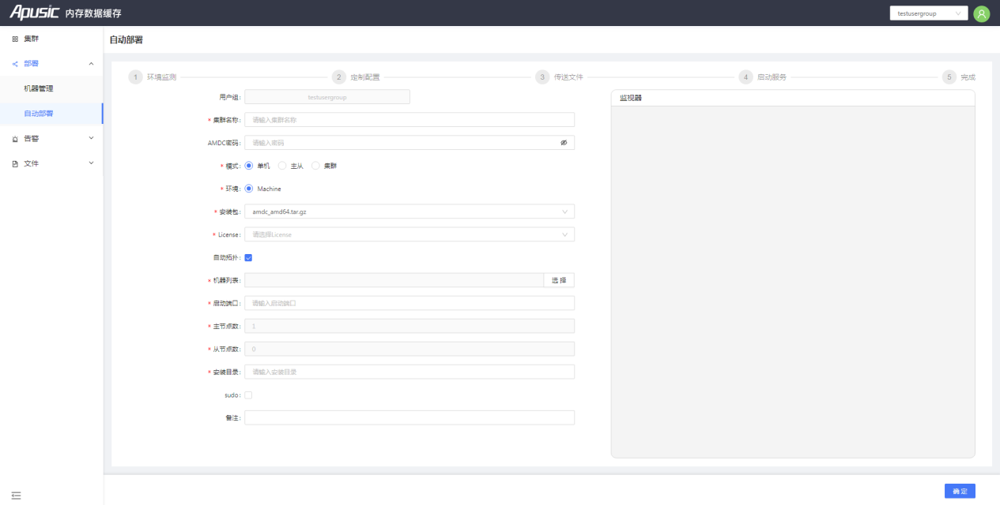 Apusic 内存数据缓存
testusergroup
集群
部署
机器管理
自动部署
告警
文件
自动部署
1 环境监测
2 定制配置
3 传送文件
4 启动服务
5 完成
用户组: testusergroup
* 集群名称: 请输入集群名称
AMDC密码: 请输入密码
* 模式: 单机 主从 集群
* 环境: Machine
* 安装包: amdc_amd64.tar.gz
* License: 请选择License
自动拓扑:
* 机器列表: 选 择
* 启动端口: 请输入启动端口
* 主节点数: 1
* 从节点数: 0
* 安装目录: 请输入安装目录
sudo:
备注:
监视器
确 定